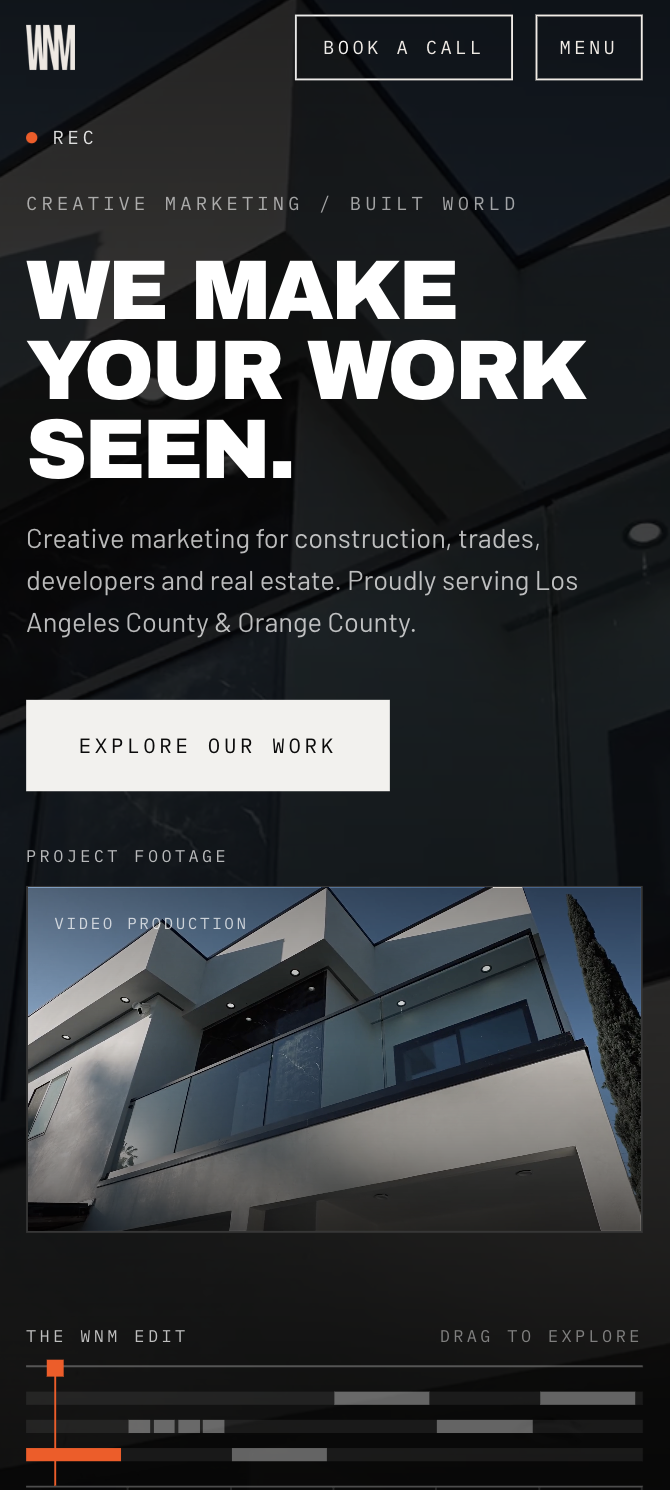 WNM
BOOK A CALL
MENU
REC
CREATIVE MARKETING / BUILT WORLD
WE MAKE
YOUR WORK
SEEN.
Creative marketing for construction, trades,
developers and real estate. Proudly serving Los
Angeles County & Orange County.
EXPLORE OUR WORK
PROJECT FOOTAGE
VIDEO PRODUCTION
THE WNM EDIT
DRAG TO EXPLORE